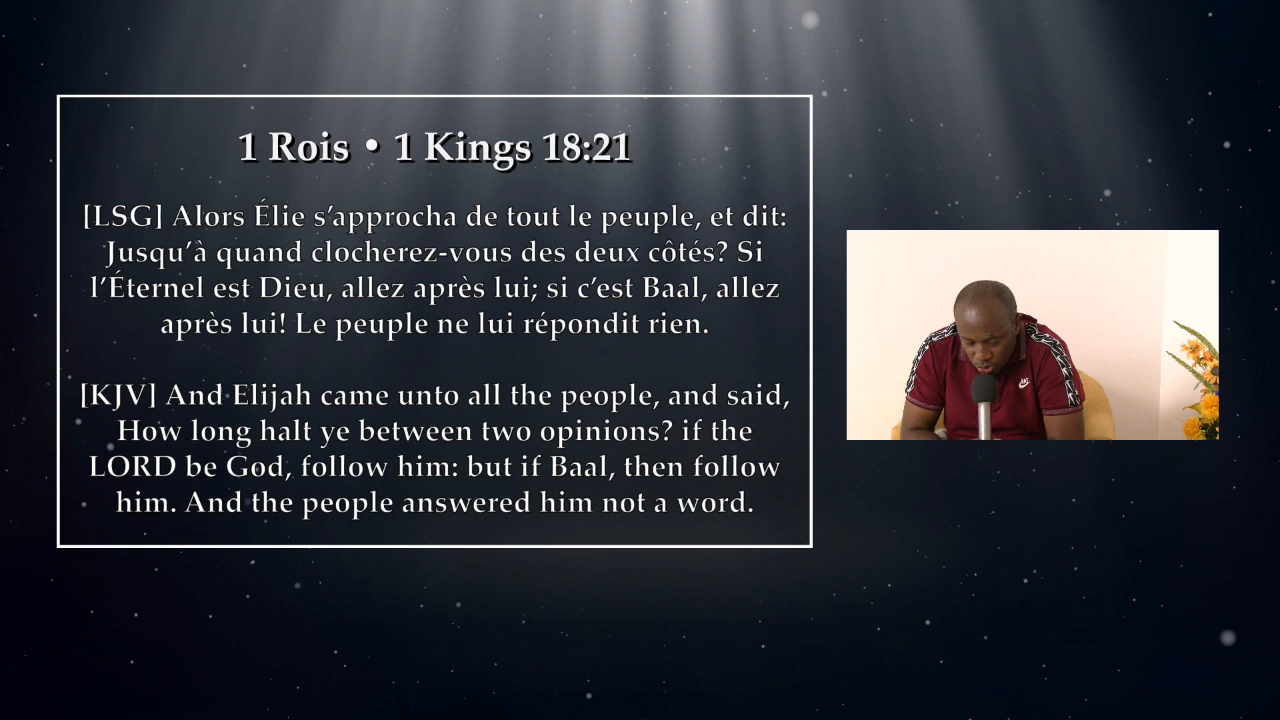 1 Rois • 1 Kings 18:21
[LSG] Alors Élie s’approcha de tout le peuple, et dit:
Jusqu’à quand clocherez-vous des deux côtés? Si
l’Éternel est Dieu, allez après lui; si c’est Baal, allez
après lui! Le peuple ne lui répondit rien.
[KJV] And Elijah came unto all the people, and said,
How long halt ye between two opinions? if the
LORD be God, follow him: but if Baal, then follow
him. And the people answered him not a word.